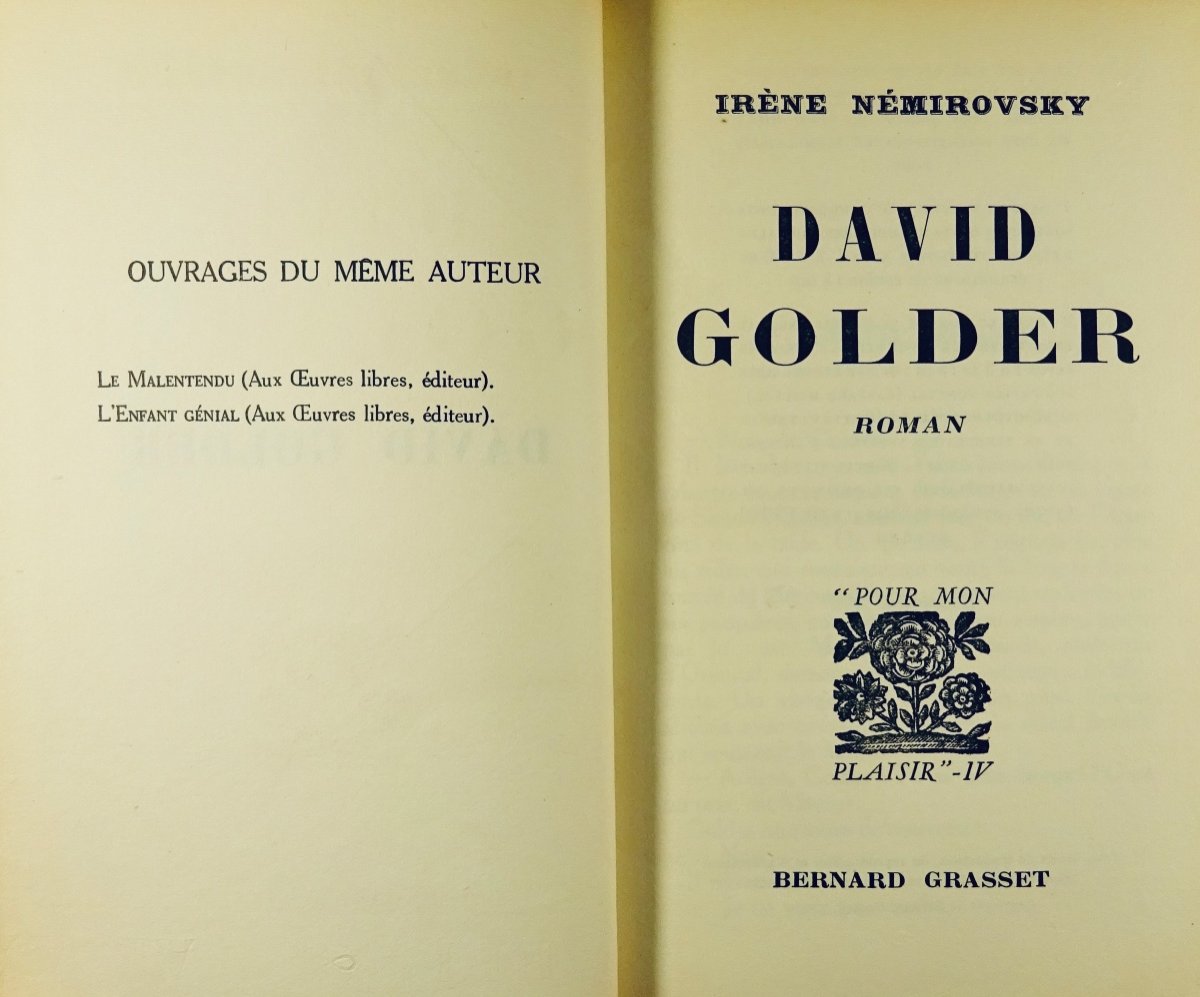 OUVRAGES DU MÊME AUTEUR
LE MALENTENDU (Aux Œuvres libres, éditeur).
L'ENFANT GÉNIAL (Aux Œuvres libres, éditeur).
IRÈNE NÉMIROVSKY
DAVID
GOLDER
ROMAN
“POUR MON
PLAISIR”-IV
BERNARD GRASSET